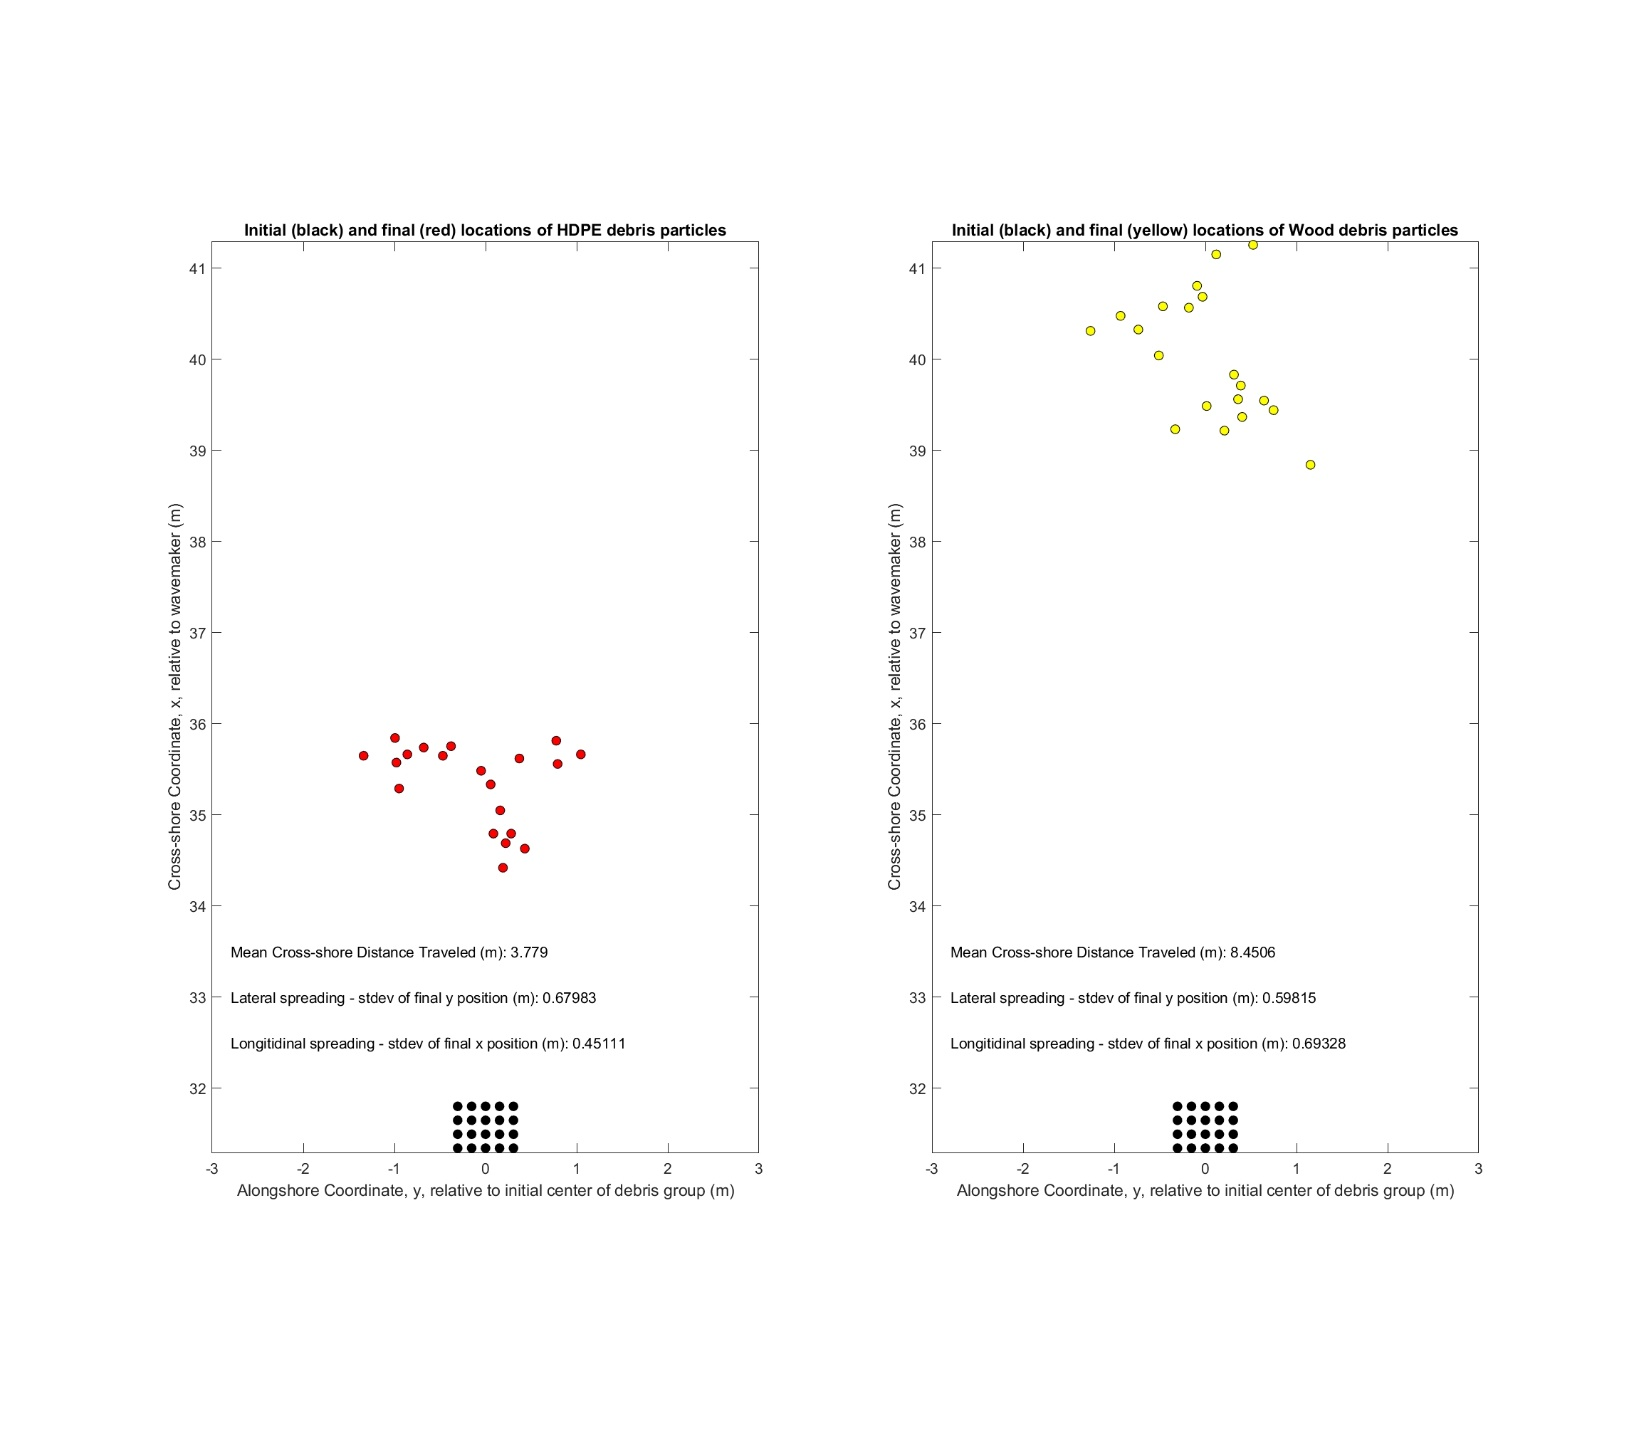 Initial (black) and final (red) locations of HDPE debris particles
41
40
39
38
37
36
35
34
33
32
Cross-shore Coordinate, x, relative to wavemaker (m)
Mean Cross-shore Distance Traveled (m): 3.779
Lateral spreading - stdev of final y position (m): 0.67983
Longitidinal spreading - stdev of final x position (m): 0.45111
-3 -2 -1 0 1 2 3
Alongshore Coordinate, y, relative to initial center of debris group (m)
Initial (black) and final (yellow) locations of Wood debris particles
41
40
39
38
37
36
35
34
33
32
Cross-shore Coordinate, x, relative to wavemaker (m)
Mean Cross-shore Distance Traveled (m): 8.4506
Lateral spreading - stdev of final y position (m): 0.59815
Longitidinal spreading - stdev of final x position (m): 0.69328
-3 -2 -1 0 1 2 3
Alongshore Coordinate, y, relative to initial center of debris group (m)